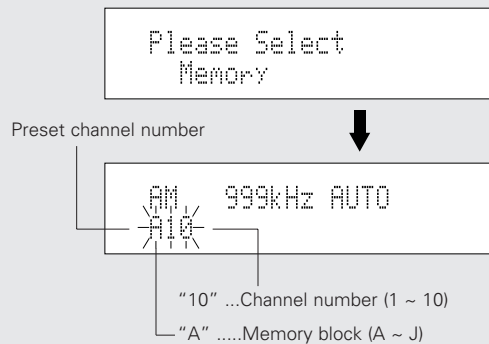 Please Select
Memory
Preset channel number
AM 999kHz AUTO
A10
"10" ...Channel number (1 ~ 10)
"A" .....Memory block (A ~ J)